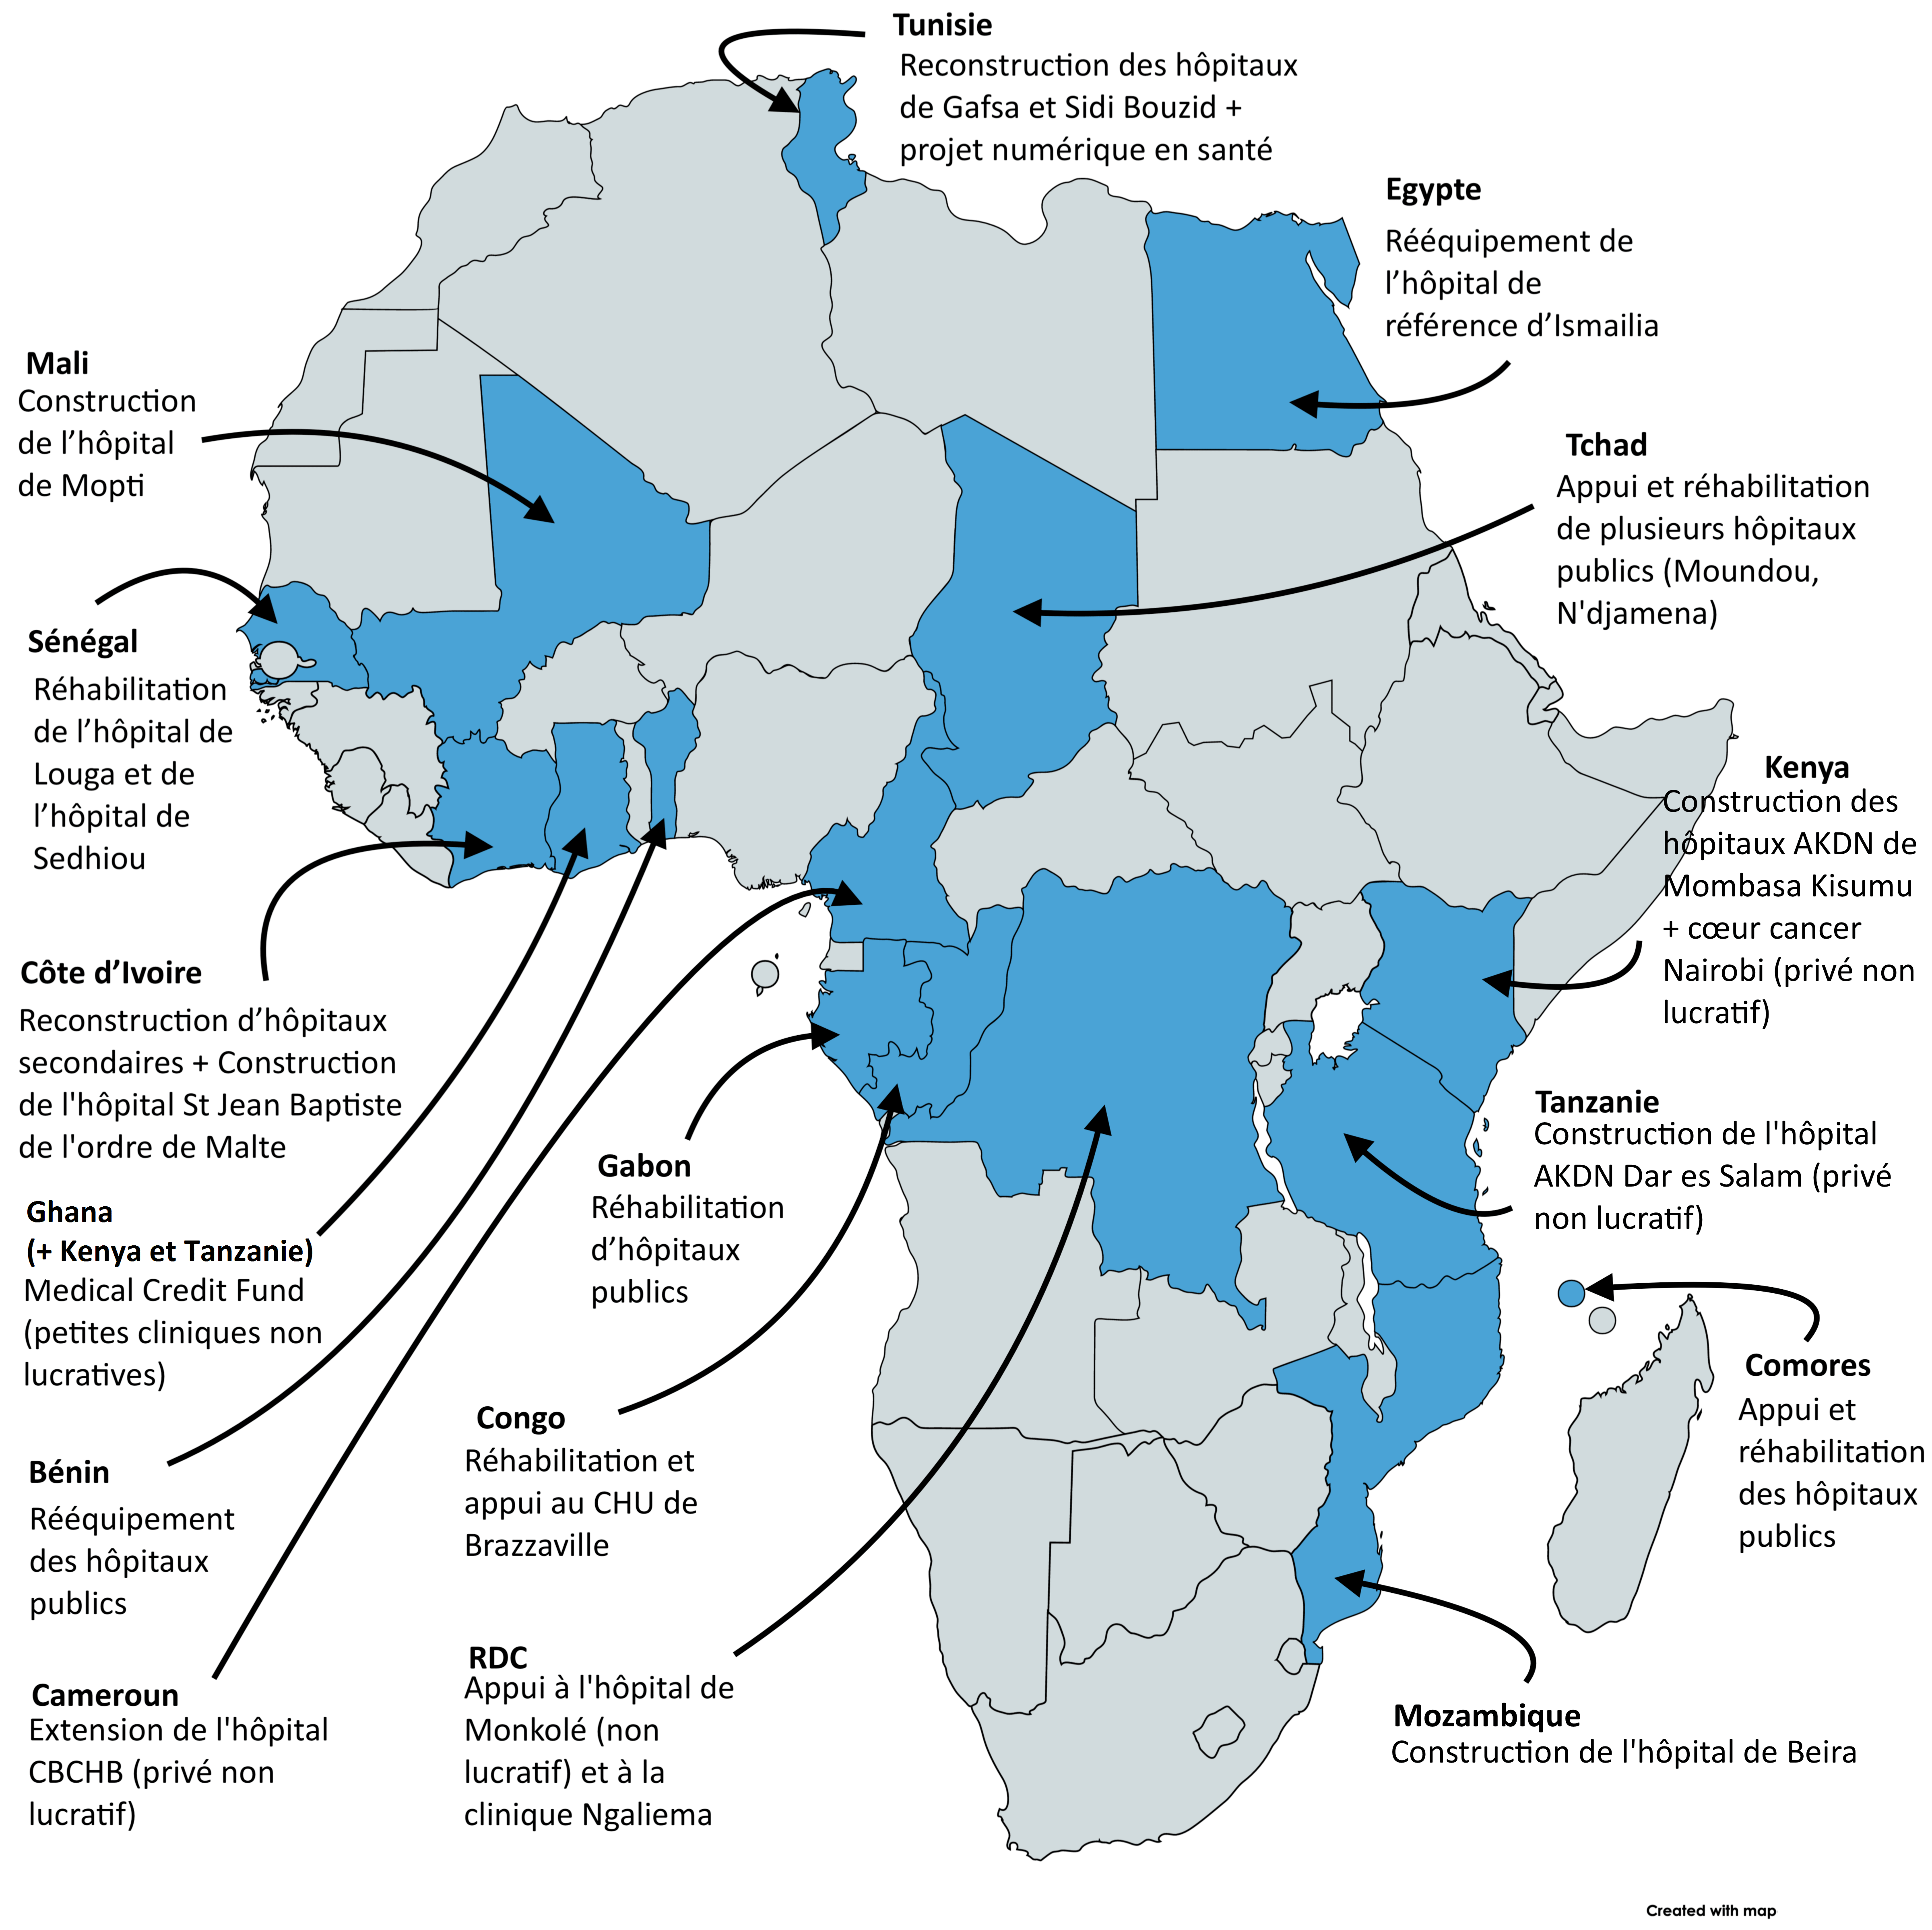 Tunisie
Reconstruction des hôpitaux
de Gafsa et Sidi Bouzid +
projet numérique en santé
Egypte
Rééquipement de
l’hôpital de
référence d’Ismailia
Mali
Construction
de l’hôpital
de Mopti
Tchad
Appui et réhabilitation
de plusieurs hôpitaux
publics (Moundou,
N'djamena)
Sénégal
Réhabilitation
de l’hôpital de
Louga et de
l’hôpital de
Sedhiou
Kenya
Construction des
hôpitaux AKDN de
Mombasa Kisumu
+ cœur cancer
Nairobi (privé non
lucratif)
Côte d’Ivoire
Reconstruction d’hôpitaux
secondaires + Construction
de l'hôpital St Jean Baptiste
de l'ordre de Malte
Tanzanie
Construction de l'hôpital
AKDN Dar es Salam (privé
non lucratif)
Gabon
Réhabilitation
d’hôpitaux
publics
Ghana
(+ Kenya et Tanzanie)
Medical Credit Fund
(petites cliniques non
lucratives)
Comores
Appui et
réhabilitation
des hôpitaux
publics
Congo
Réhabilitation et
appui au CHU de
Brazzaville
Bénin
Rééquipement
des hôpitaux
publics
RDC
Appui à l'hôpital de
Monkolé (non
lucratif) et à la
clinique Ngaliema
Cameroun
Extension de l'hôpital
CBCHB (privé non
lucratif)
Mozambique
Construction de l'hôpital de Beira
Created with map